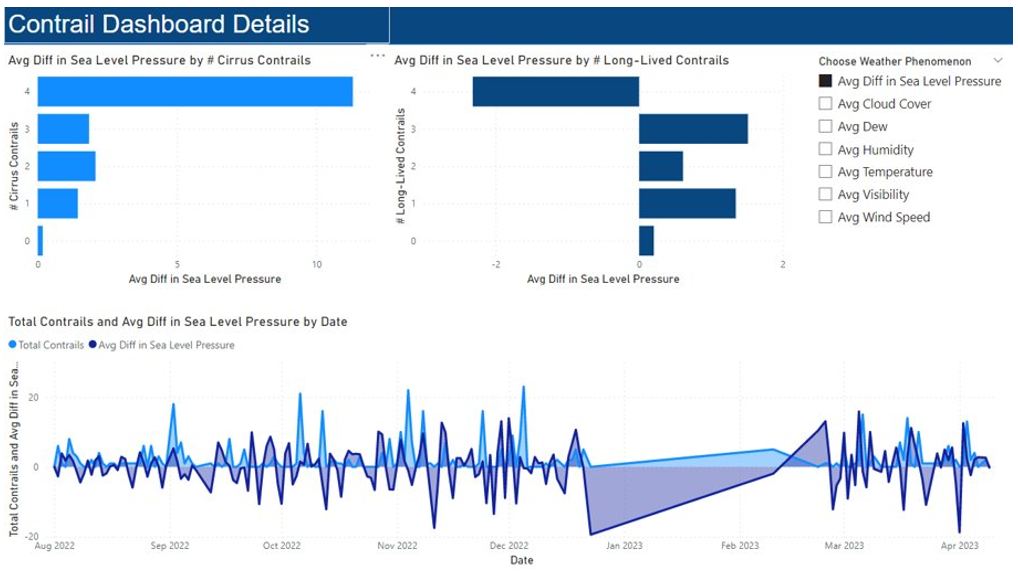 Contrail Dashboard Details
Avg Diff in Sea Level Pressure by # Cirrus Contrails
# Cirrus Contrails
4
3
2
1
0
0 5 10
Avg Diff in Sea Level Pressure
Avg Diff in Sea Level Pressure by # Long-Lived Contrails
# Long-Lived Contrails
4
3
2
1
0
-2 0 2
Avg Diff in Sea Level Pressure
Choose Weather Phenomenon
Avg Diff in Sea Level Pressure
Avg Cloud Cover
Avg Dew
Avg Humidity
Avg Temperature
Avg Visibility
Avg Wind Speed
Total Contrails and Avg Diff in Sea Level Pressure by Date
Total Contrails Avg Diff in Sea Level Pressure
Total Contrails and Avg Diff in Sea...
20
0
-20
Aug 2022 Sep 2022 Oct 2022 Nov 2022 Dec 2022 Jan 2023 Feb 2023 Mar 2023 Apr 2023
Date